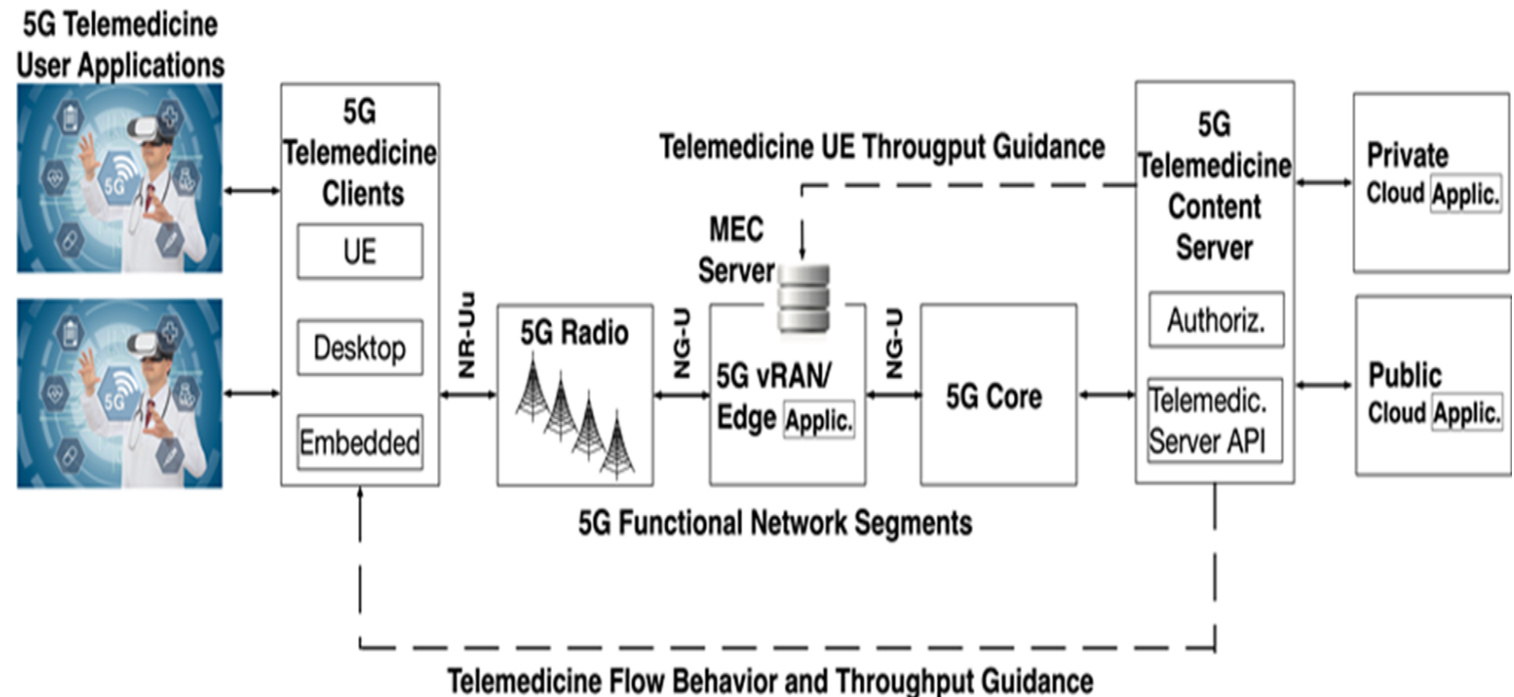 5G Telemedicine
User Applications
5G
5G
5G
Telemedicine
Clients
UE
Desktop
Embedded
NR-Uu
5G Radio
NG-U
Telemedicine UE Througput Guidance
MEC
Server
5G vRAN/
Edge Applic.
NG-U
5G Core
5G Functional Network Segments
5G
Telemedicine
Content
Server
Authoriz.
Telemedic.
Server API
Private
Cloud Applic.
Public
Cloud Applic.
Telemedicine Flow Behavior and Throughput Guidance